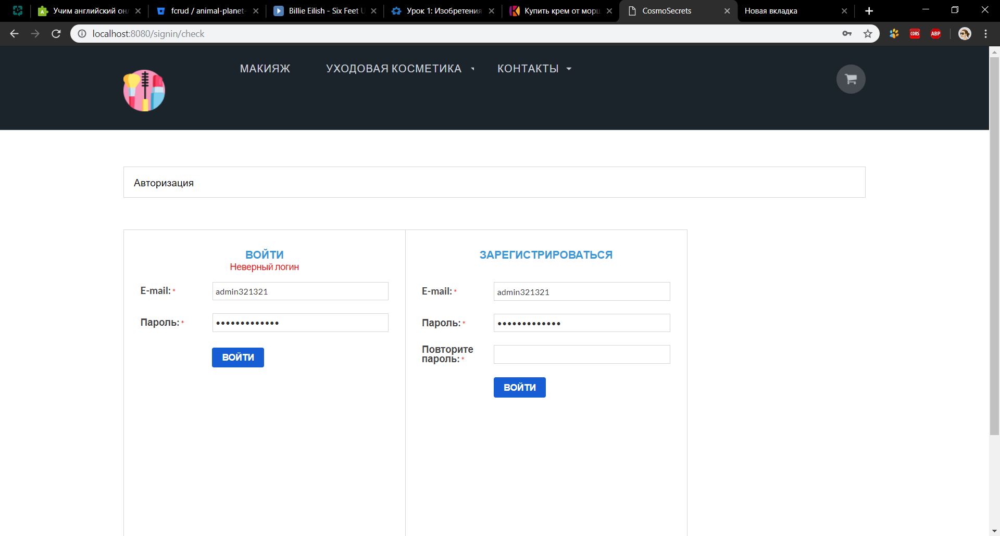 Учим английский онл
fcrud / animal-planet-
Billie Eilish - Six Feet U
Урок 1: Изобретения
Купить крем от морщ
CosmoSecrets
Новая вкладка
localhost:8080/signin/check
CORS
ABP
МАКИЯЖ
УХОДОВАЯ КОСМЕТИКА
КОНТАКТЫ
Авторизация
ВОЙТИ
Неверный логин
E-mail: *
admin321321
Пароль: *
•••••••••••••
ВОЙТИ
ЗАРЕГИСТРИРОВАТЬСЯ
E-mail: *
admin321321
Пароль: *
•••••••••••••
Повторите
пароль: *
ВОЙТИ